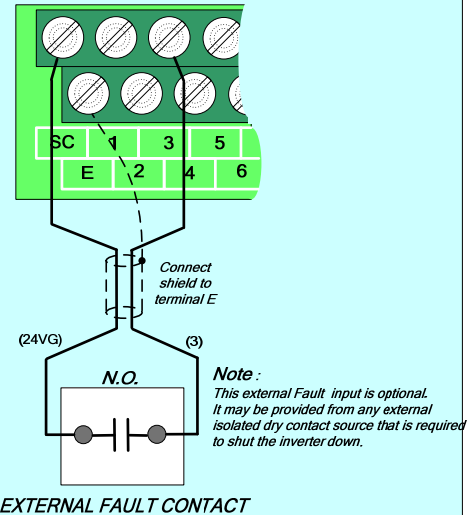 SC 1 3 5
E 2 4 6
Connect
shield to
terminal E
(24VG) (3)
N.O.
Note :
This external Fault input is optional.
It may be provided from any external
isolated dry contact source that is required
to shut the inverter down.
EXTERNAL FAULT CONTACT